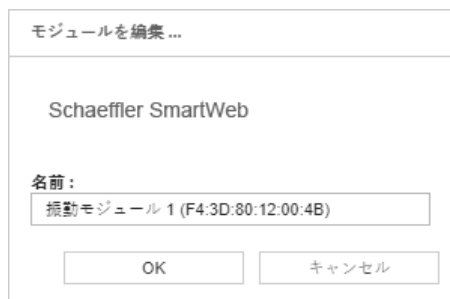 モジュールを編集 ...
Schaeffler SmartWeb
名前 :
振動モジュール 1 (F4:3D:80:12:00:4B)
OK
キャンセル